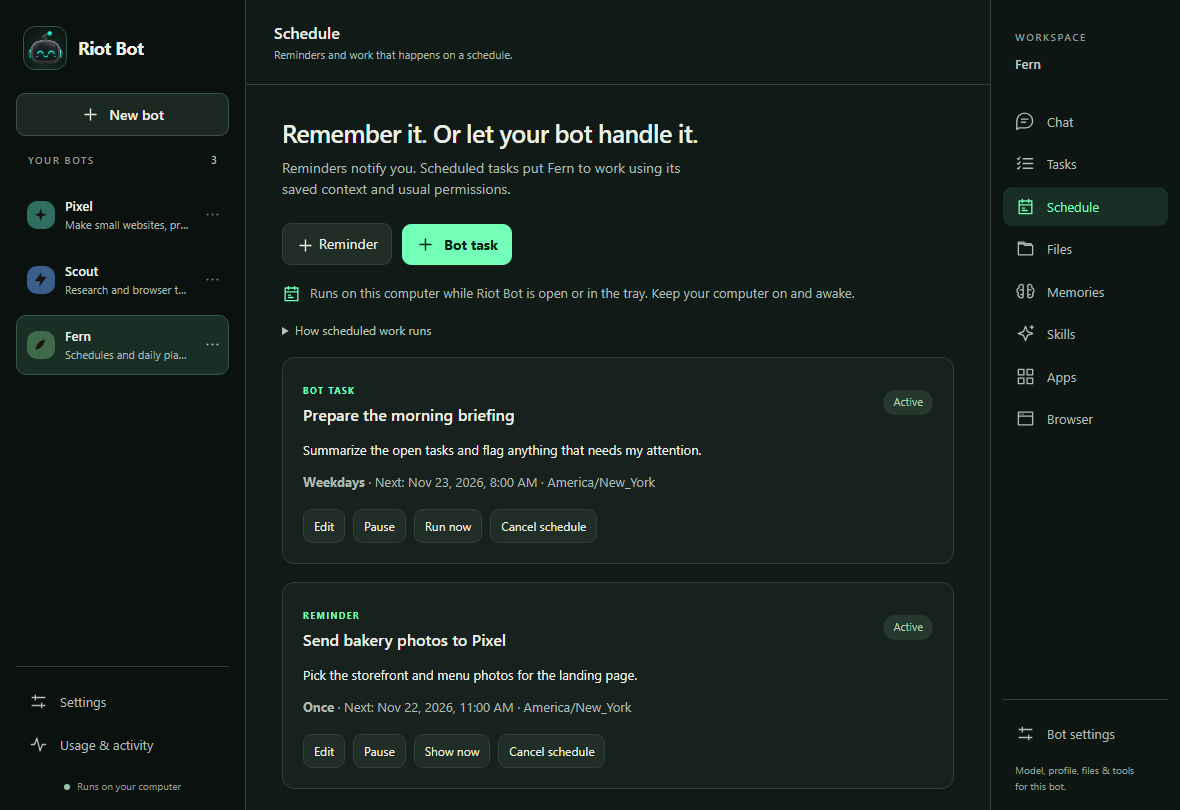 Riot Bot
New bot
YOUR BOTS 3
Pixel
Make small websites, pr...
Scout
Research and browser t...
Fern
Schedules and daily pla...
Settings
Usage & activity
Runs on your computer
Schedule
Reminders and work that happens on a schedule.
Remember it. Or let your bot handle it.
Reminders notify you. Scheduled tasks put Fern to work using its
saved context and usual permissions.
Reminder
Bot task
Runs on this computer while Riot Bot is open or in the tray. Keep your computer on and awake.
How scheduled work runs
BOT TASK
Prepare the morning briefing
Active
Summarize the open tasks and flag anything that needs my attention.
Weekdays · Next: Nov 23, 2026, 8:00 AM · America/New_York
Edit Pause Run now Cancel schedule
REMINDER
Send bakery photos to Pixel
Active
Pick the storefront and menu photos for the landing page.
Once · Next: Nov 22, 2026, 11:00 AM · America/New_York
Edit Pause Show now Cancel schedule
WORKSPACE
Fern
Chat
Tasks
Schedule
Files
Memories
Skills
Apps
Browser
Bot settings
Model, profile, files & tools
for this bot.